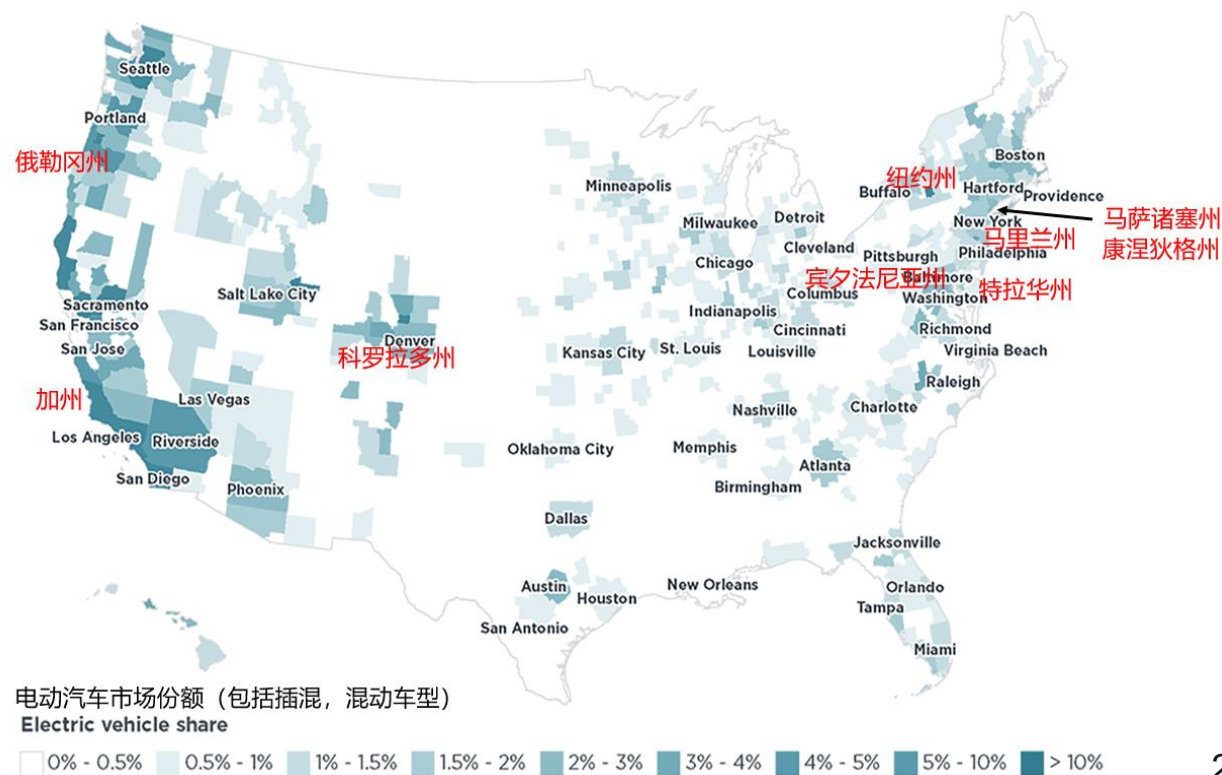 Seattle
Portland
俄勒冈州
Boston
纽约州
Minneapolis
Buffalo
Hartford
Providence
Milwaukee
Detroit
New York
马萨诸塞州
马里兰州
康涅狄格州
Cleveland
Pittsburgh
Philadelphia
Chicago
宾夕法尼亚州
Baltimore
特拉华州
Salt Lake City
Columbus
Washington
Sacramento
Indianapolis
San Francisco
Denver
Cincinnati
Richmond
San Jose
科罗拉多州
Kansas City
St. Louis
Louisville
Virginia Beach
Raleigh
加州
Las Vegas
Nashville
Charlotte
Los Angeles
Riverside
Oklahoma City
Memphis
Atlanta
San Diego
Phoenix
Birmingham
Dallas
Jacksonville
Austin
Houston
New Orleans
Orlando
Tampa
San Antonio
Miami
电动汽车市场份额（包括插混，混动车型）
Electric vehicle share
0% - 0.5% 0.5% - 1% 1% - 1.5% 1.5% - 2% 2% - 3% 3% - 4% 4% - 5% 5% - 10% > 10%